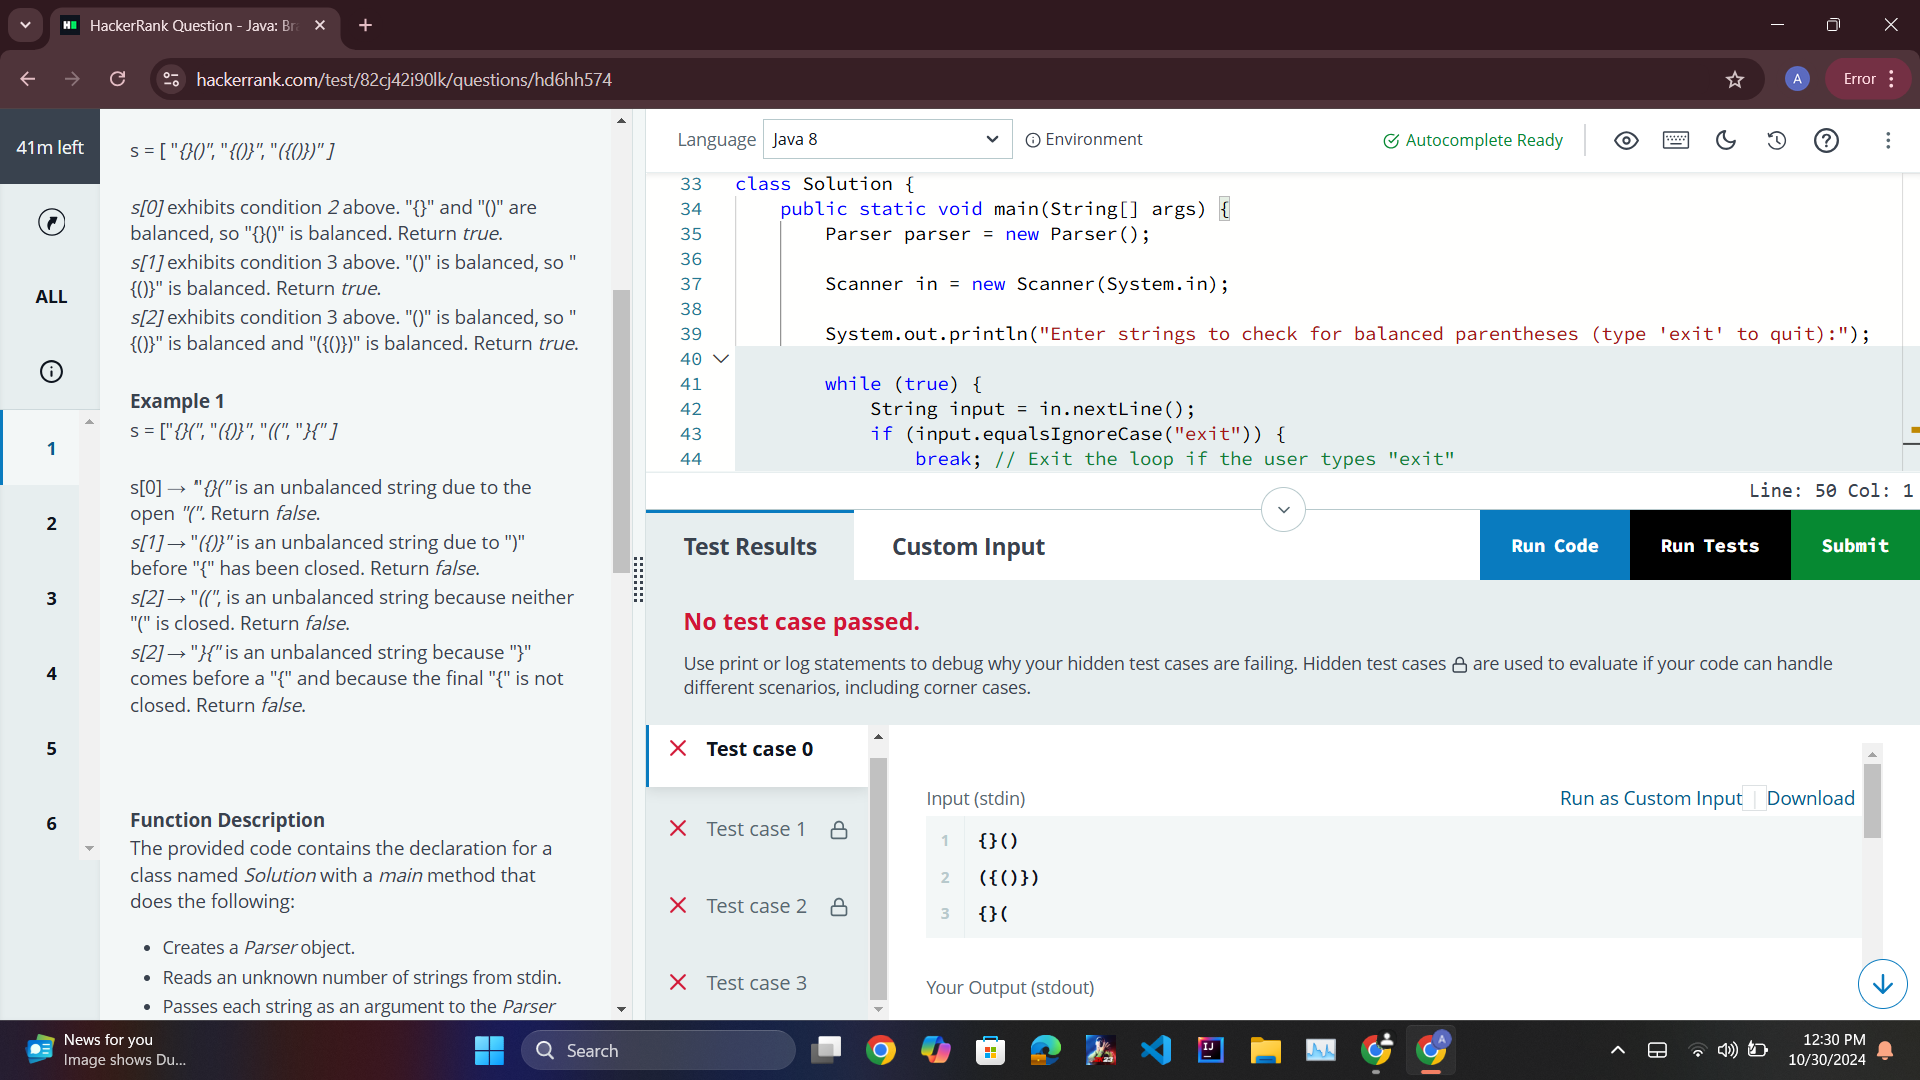 HackerRank Question - Java: Br
hackerrank.com/test/82cj42i90lk/questions/hd6hh574
A
Error
41m left
ALL
1
2
3
4
5
6
s = [ "{}()", "{()}", "({()})" ]
s[0] exhibits condition 2 above. "{}" and "()" are
balanced, so "{}()" is balanced. Return true.
s[1] exhibits condition 3 above. "()" is balanced, so "
{()}" is balanced. Return true.
s[2] exhibits condition 3 above. "()" is balanced, so "
{()}" is balanced and "({()})" is balanced. Return true.
Example 1
s = ["{}(", "({)}", "((", "}{" ]
s[0] → "{}(" is an unbalanced string due to the
open "(". Return false.
s[1] → "({)}" is an unbalanced string due to ")"
before "{" has been closed. Return false.
s[2] → "((", is an unbalanced string because neither
"(" is closed. Return false.
s[2] → "}{" is an unbalanced string because "}"
comes before a "{" and because the final "{" is not
closed. Return false.
Function Description
The provided code contains the declaration for a
class named Solution with a main method that
does the following:
• Creates a Parser object.
• Reads an unknown number of strings from stdin.
• Passes each string as an argument to the Parser
Language Java 8 Environment
Autocomplete Ready
33 class Solution {
34 public static void main(String[] args) {
35 Parser parser = new Parser();
36
37 Scanner in = new Scanner(System.in);
38
39 System.out.println("Enter strings to check for balanced parentheses (type 'exit' to quit):");
40
41 while (true) {
42 String input = in.nextLine();
43 if (input.equalsIgnoreCase("exit")) {
44 break; // Exit the loop if the user types "exit"
Line: 50 Col: 1
Test Results
Custom Input
Run Code
Run Tests
Submit
No test case passed.
Use print or log statements to debug why your hidden test cases are failing. Hidden test cases are used to evaluate if your code can handle
different scenarios, including corner cases.
Test case 0
Test case 1
Test case 2
Test case 3
Input (stdin)
Run as Custom Input | Download
1 {}()
2 ({()})
3 {}(
Your Output (stdout)
News for you
Image shows Du...
Search
12:30 PM
10/30/2024